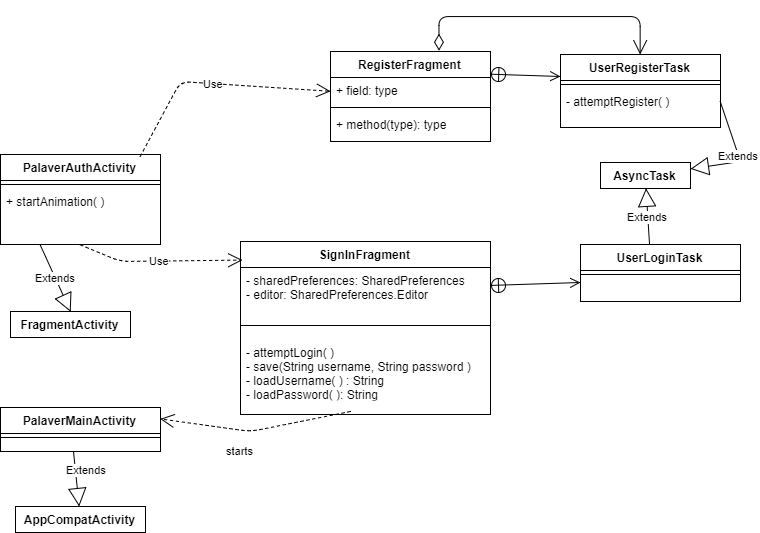 RegisterFragment
+ field: type
+ method(type): type
UserRegisterTask
- attemptRegister( )
Use
Extends
AsyncTask
Extends
PalaverAuthActivity
+ startAnimation( )
Use
Extends
FragmentActivity
SignInFragment
- sharedPreferences: SharedPreferences
- editor: SharedPreferences.Editor
- attemptLogin( )
- save(String username, String password )
- loadUsername( ) : String
- loadPassword( ): String
UserLoginTask
PalaverMainActivity
starts
Extends
AppCompatActivity